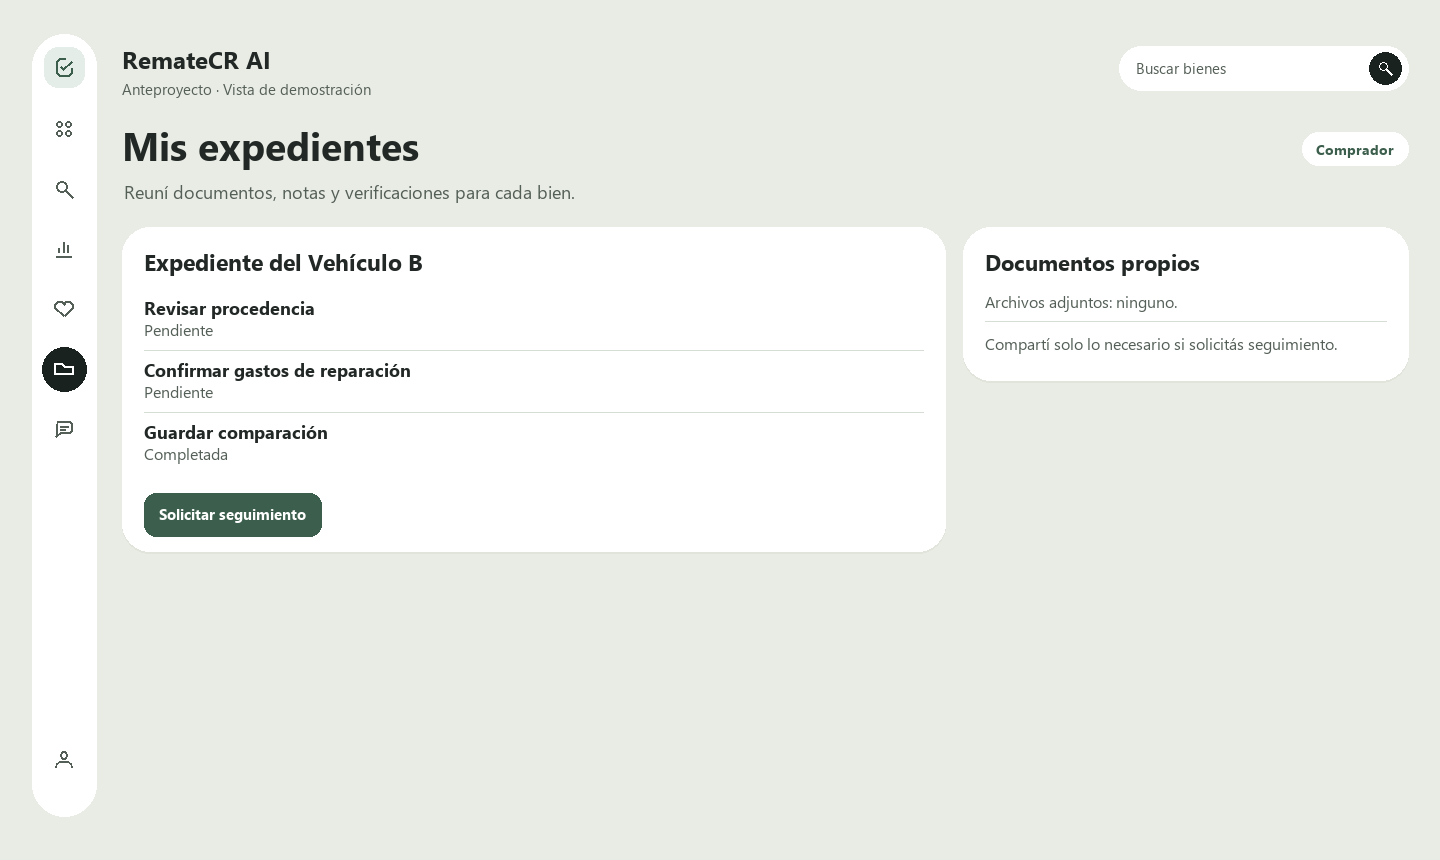 RemateCR AI
Anteproyecto · Vista de demostración
Buscar bienes
Mis expedientes
Comprador
Reuní documentos, notas y verificaciones para cada bien.
Expediente del Vehículo B
Revisar procedencia
Pendiente
Confirmar gastos de reparación
Pendiente
Guardar comparación
Completada
Solicitar seguimiento
Documentos propios
Archivos adjuntos: ninguno.
Compartí solo lo necesario si solicitás seguimiento.